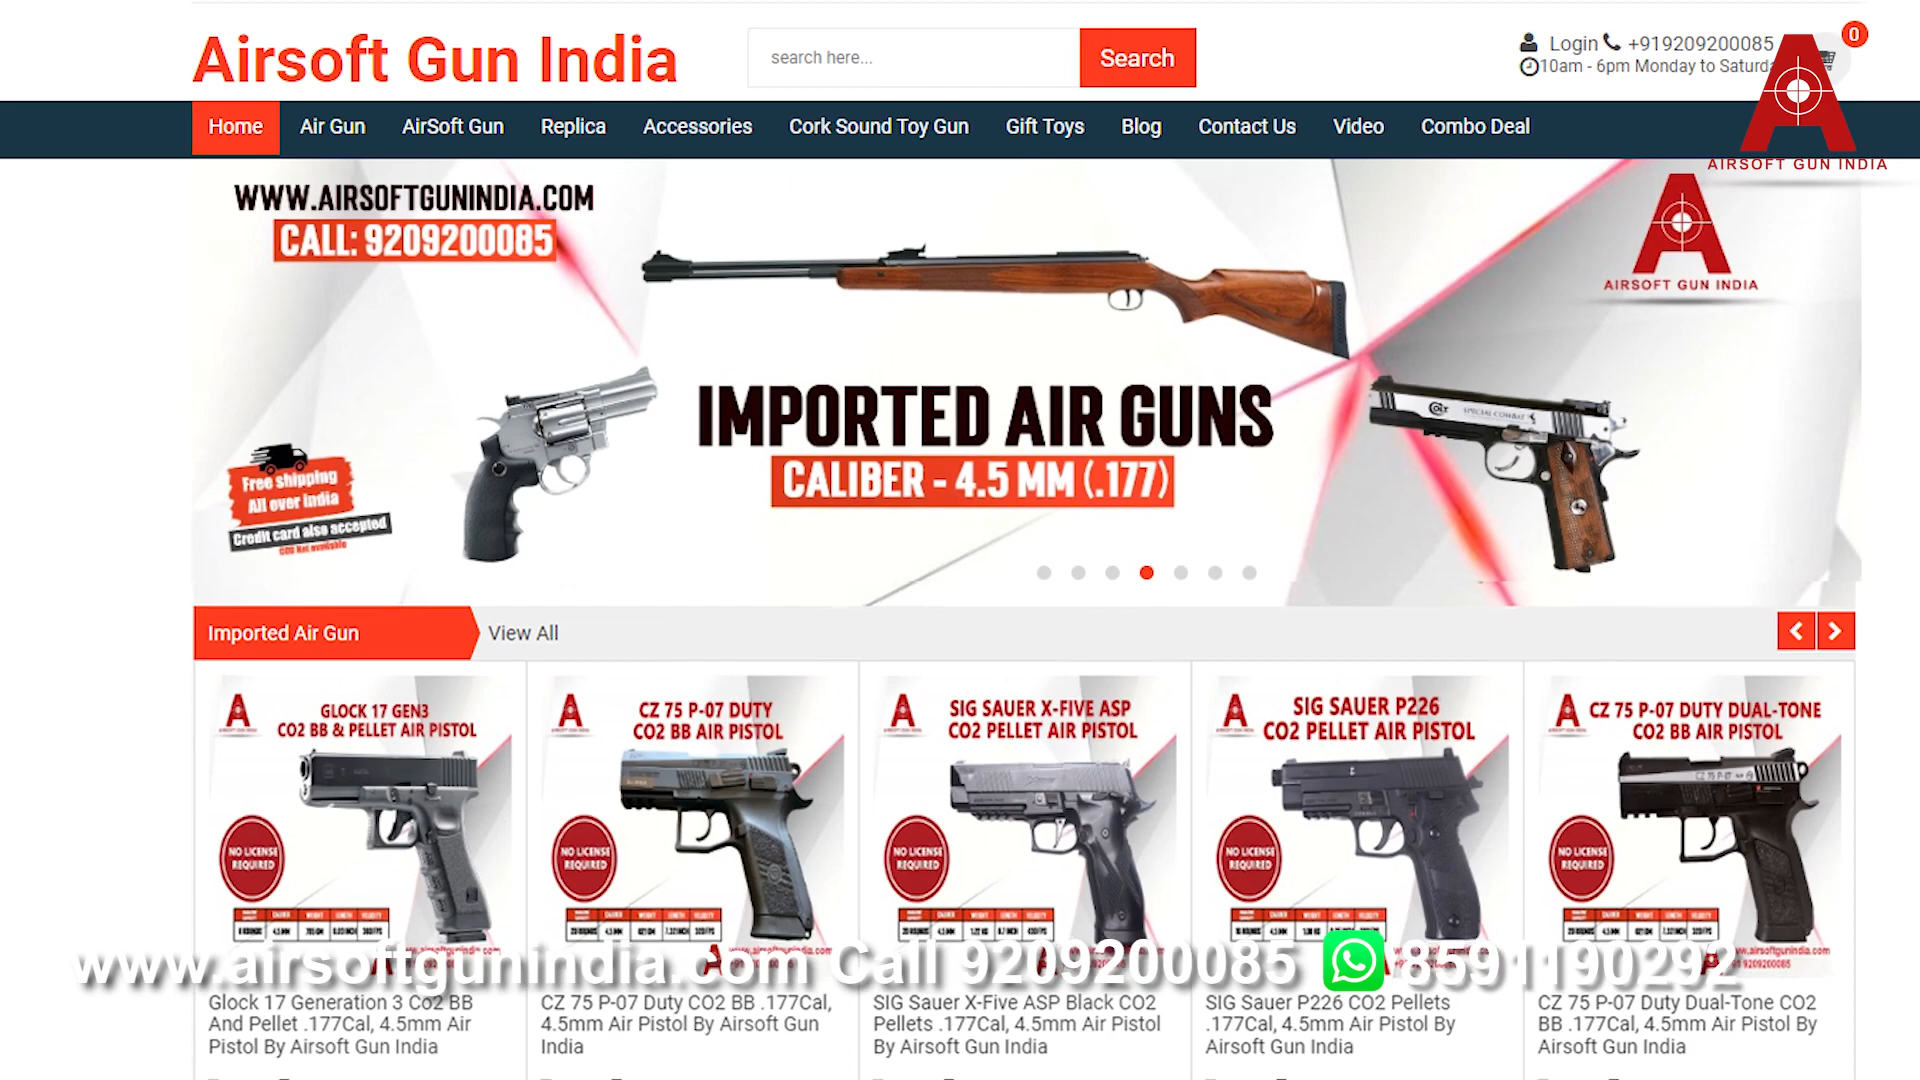 Airsoft Gun India
search here...
Search
Login +919209200085
10am - 6pm Monday to
0
Home
Air Gun
AirSoft Gun
Replica
Accessories
Cork Sound Toy Gun
Gift Toys
Blog
Contact Us
Video
Combo Deal
AIRSOFT GUN INDIA
WWW.AIRSOFTGUNINDIA.COM
CALL: 9209200085
AIRSOFT GUN INDIA
COLT SPECIAL COMBAT
IMPORTED AIR GUNS
CALIBER - 4.5 MM (.177)
Free shipping
All over india
Credit card also accepted
COD Not available
Imported Air Gun
View All
GLOCK 17 GEN3
CO2 BB & PELLET AIR PISTOL
NO LICENSE
REQUIRED
CZ 75 P-07 DUTY
CO2 BB AIR PISTOL
NO LICENSE
REQUIRED
SIG SAUER X-FIVE ASP
CO2 PELLET AIR PISTOL
NO LICENSE
REQUIRED
SIG SAUER P226
CO2 PELLET AIR PISTOL
NO LICENSE
REQUIRED
CZ 75 P-07 DUTY DUAL-TONE
CO2 BB AIR PISTOL
CZ 75 P-07
NO LICENSE
REQUIRED
www.airsoftgunindia.com Call 9209200085 8591190292
Glock 17 Generation 3 Co2 BB
And Pellet .177Cal, 4.5mm Air
Pistol By Airsoft Gun India
CZ 75 P-07 Duty CO2 BB .177Cal,
4.5mm Air Pistol By Airsoft Gun
India
SIG Sauer X-Five ASP Black CO2
Pellets .177Cal, 4.5mm Air Pistol
By Airsoft Gun India
SIG Sauer P226 CO2 Pellets
.177Cal, 4.5mm Air Pistol By
Airsoft Gun India
CZ 75 P-07 Duty Dual-Tone CO2
BB .177Cal, 4.5mm Air Pistol By
Airsoft Gun India